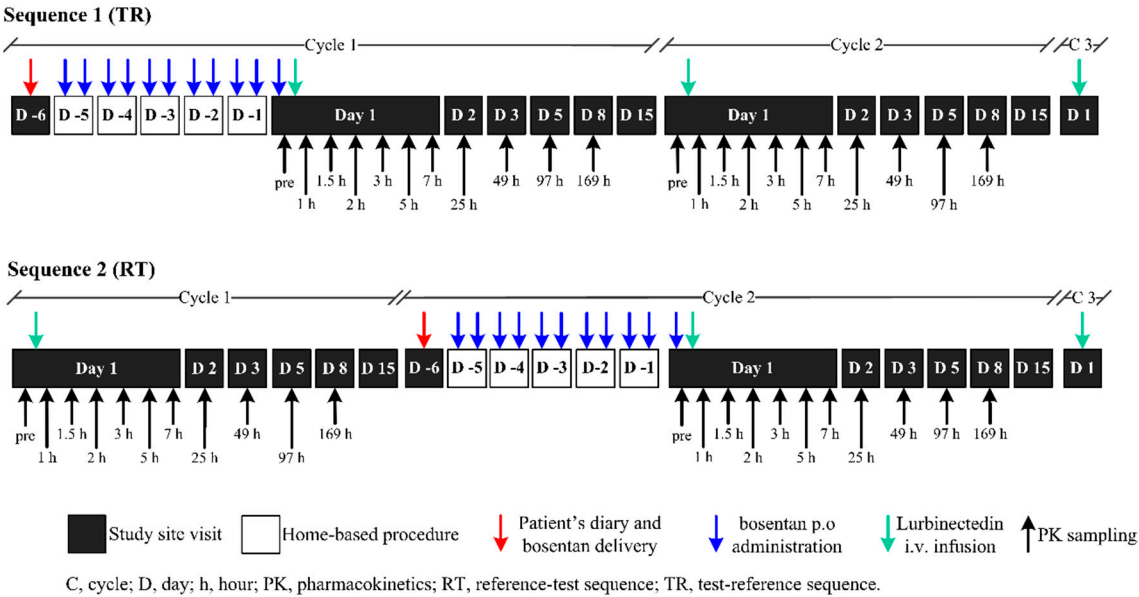 Sequence 1 (TR)
Cycle 1 Cycle 2 C 3
D -6 D -5 D -4 D -3 D -2 D -1 Day 1 D 2 D 3 D 5 D 8 D 15 Day 1 D 2 D 3 D 5 D 8 D 15 D 1
pre 1.5 h 3 h 7 h 49 h 97 h 169 h pre 1.5 h 3 h 7 h 49 h 169 h
1 h 2 h 5 h 25 h 1 h 2 h 5 h 25 h 97 h
Sequence 2 (RT)
Cycle 1 Cycle 2 C 3
Day 1 D 2 D 3 D 5 D 8 D 15 D -6 D -5 D -4 D -3 D-2 D -1 Day 1 D 2 D 3 D 5 D 8 D 15 D 1
pre 1.5 h 3 h 7 h 49 h 169 h pre 1.5 h 3 h 7 h 49 h 97 h 169 h
1 h 2 h 5 h 25 h 97 h 1 h 2 h 5 h 25 h
Study site visit
Home-based procedure
Patient's diary and
bosentan delivery
bosentan p.o
administration
Lurbinectedin
i.v. infusion
PK sampling
C, cycle; D, day; h, hour; PK, pharmacokinetics; RT, reference-test sequence; TR, test-reference sequence.